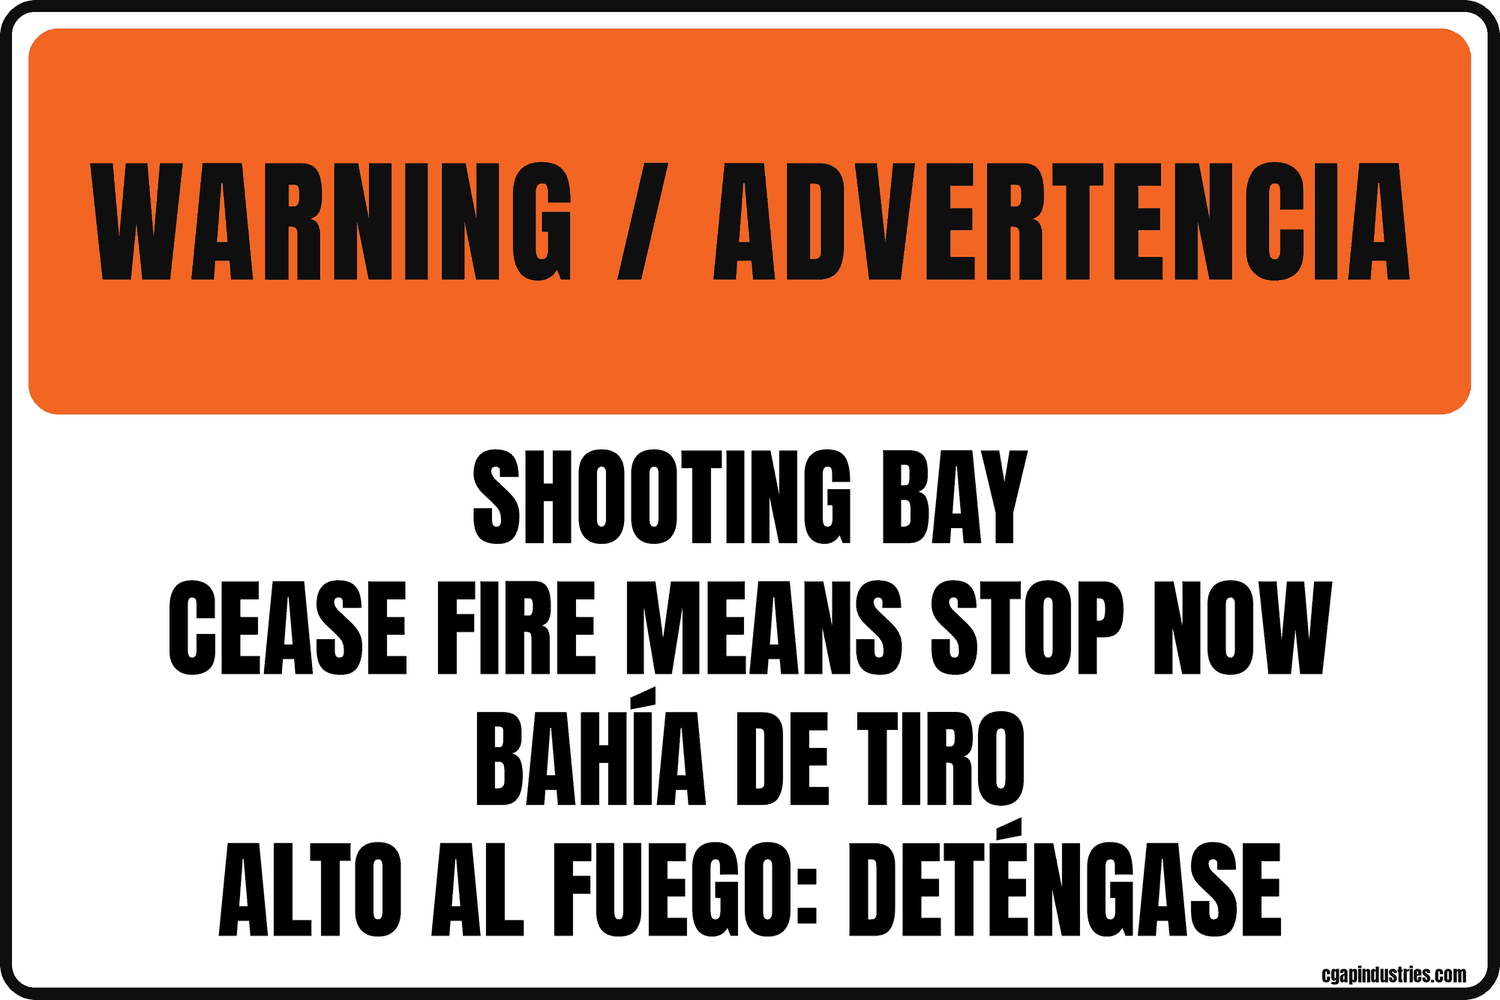 WARNING / ADVERTENCIA
SHOOTING BAY
CEASE FIRE MEANS STOP NOW
BAHÍA DE TIRO
ALTO AL FUEGO: DETÉNGASE
cgapindustries.com